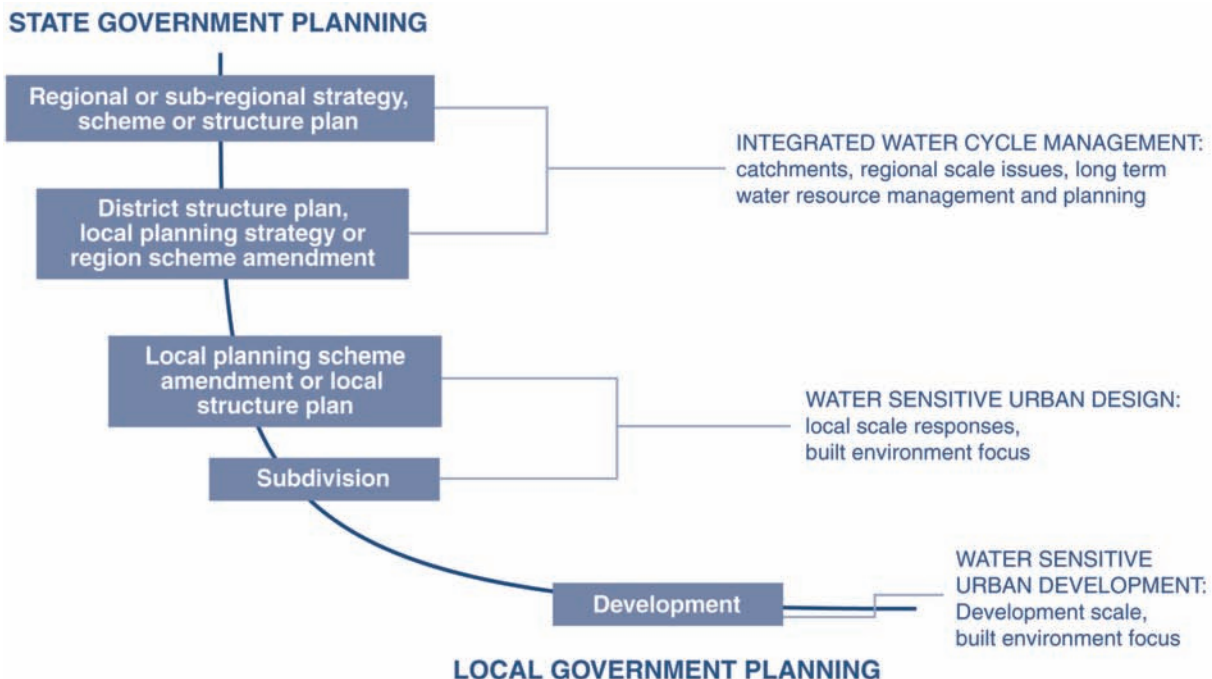 STATE GOVERNMENT PLANNING
Regional or sub-regional strategy,
scheme or structure plan
INTEGRATED WATER CYCLE MANAGEMENT:
catchments, regional scale issues, long term
water resource management and planning
District structure plan,
local planning strategy or
region scheme amendment
Local planning scheme
amendment or local
structure plan
WATER SENSITIVE URBAN DESIGN:
local scale responses,
built environment focus
Subdivision
WATER SENSITIVE
URBAN DEVELOPMENT:
Development scale,
built environment focus
Development
LOCAL GOVERNMENT PLANNING